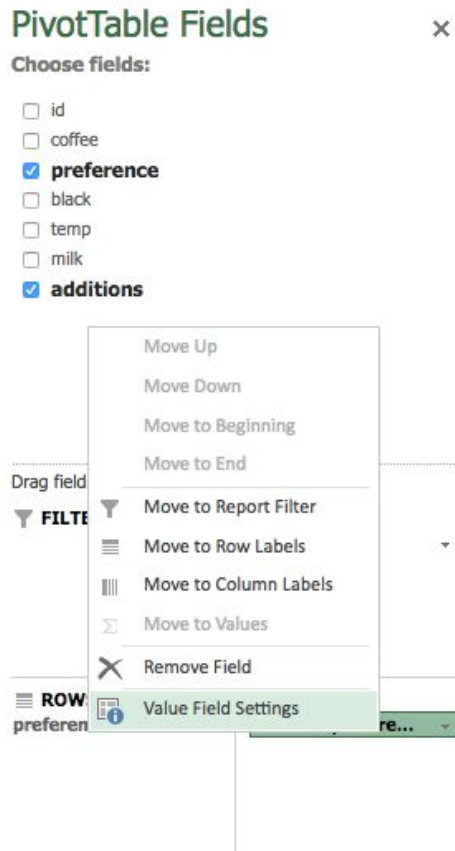 PivotTable Fields
Choose fields:
id
coffee
preference
black
temp
milk
additions
Move Up
Move Down
Move to Beginning
Move to End
Drag field
Move to Report Filter
FILTE
Move to Row Labels
Move to Column Labels
Move to Values
Remove Field
ROW
Value Field Settings
preferen
re...